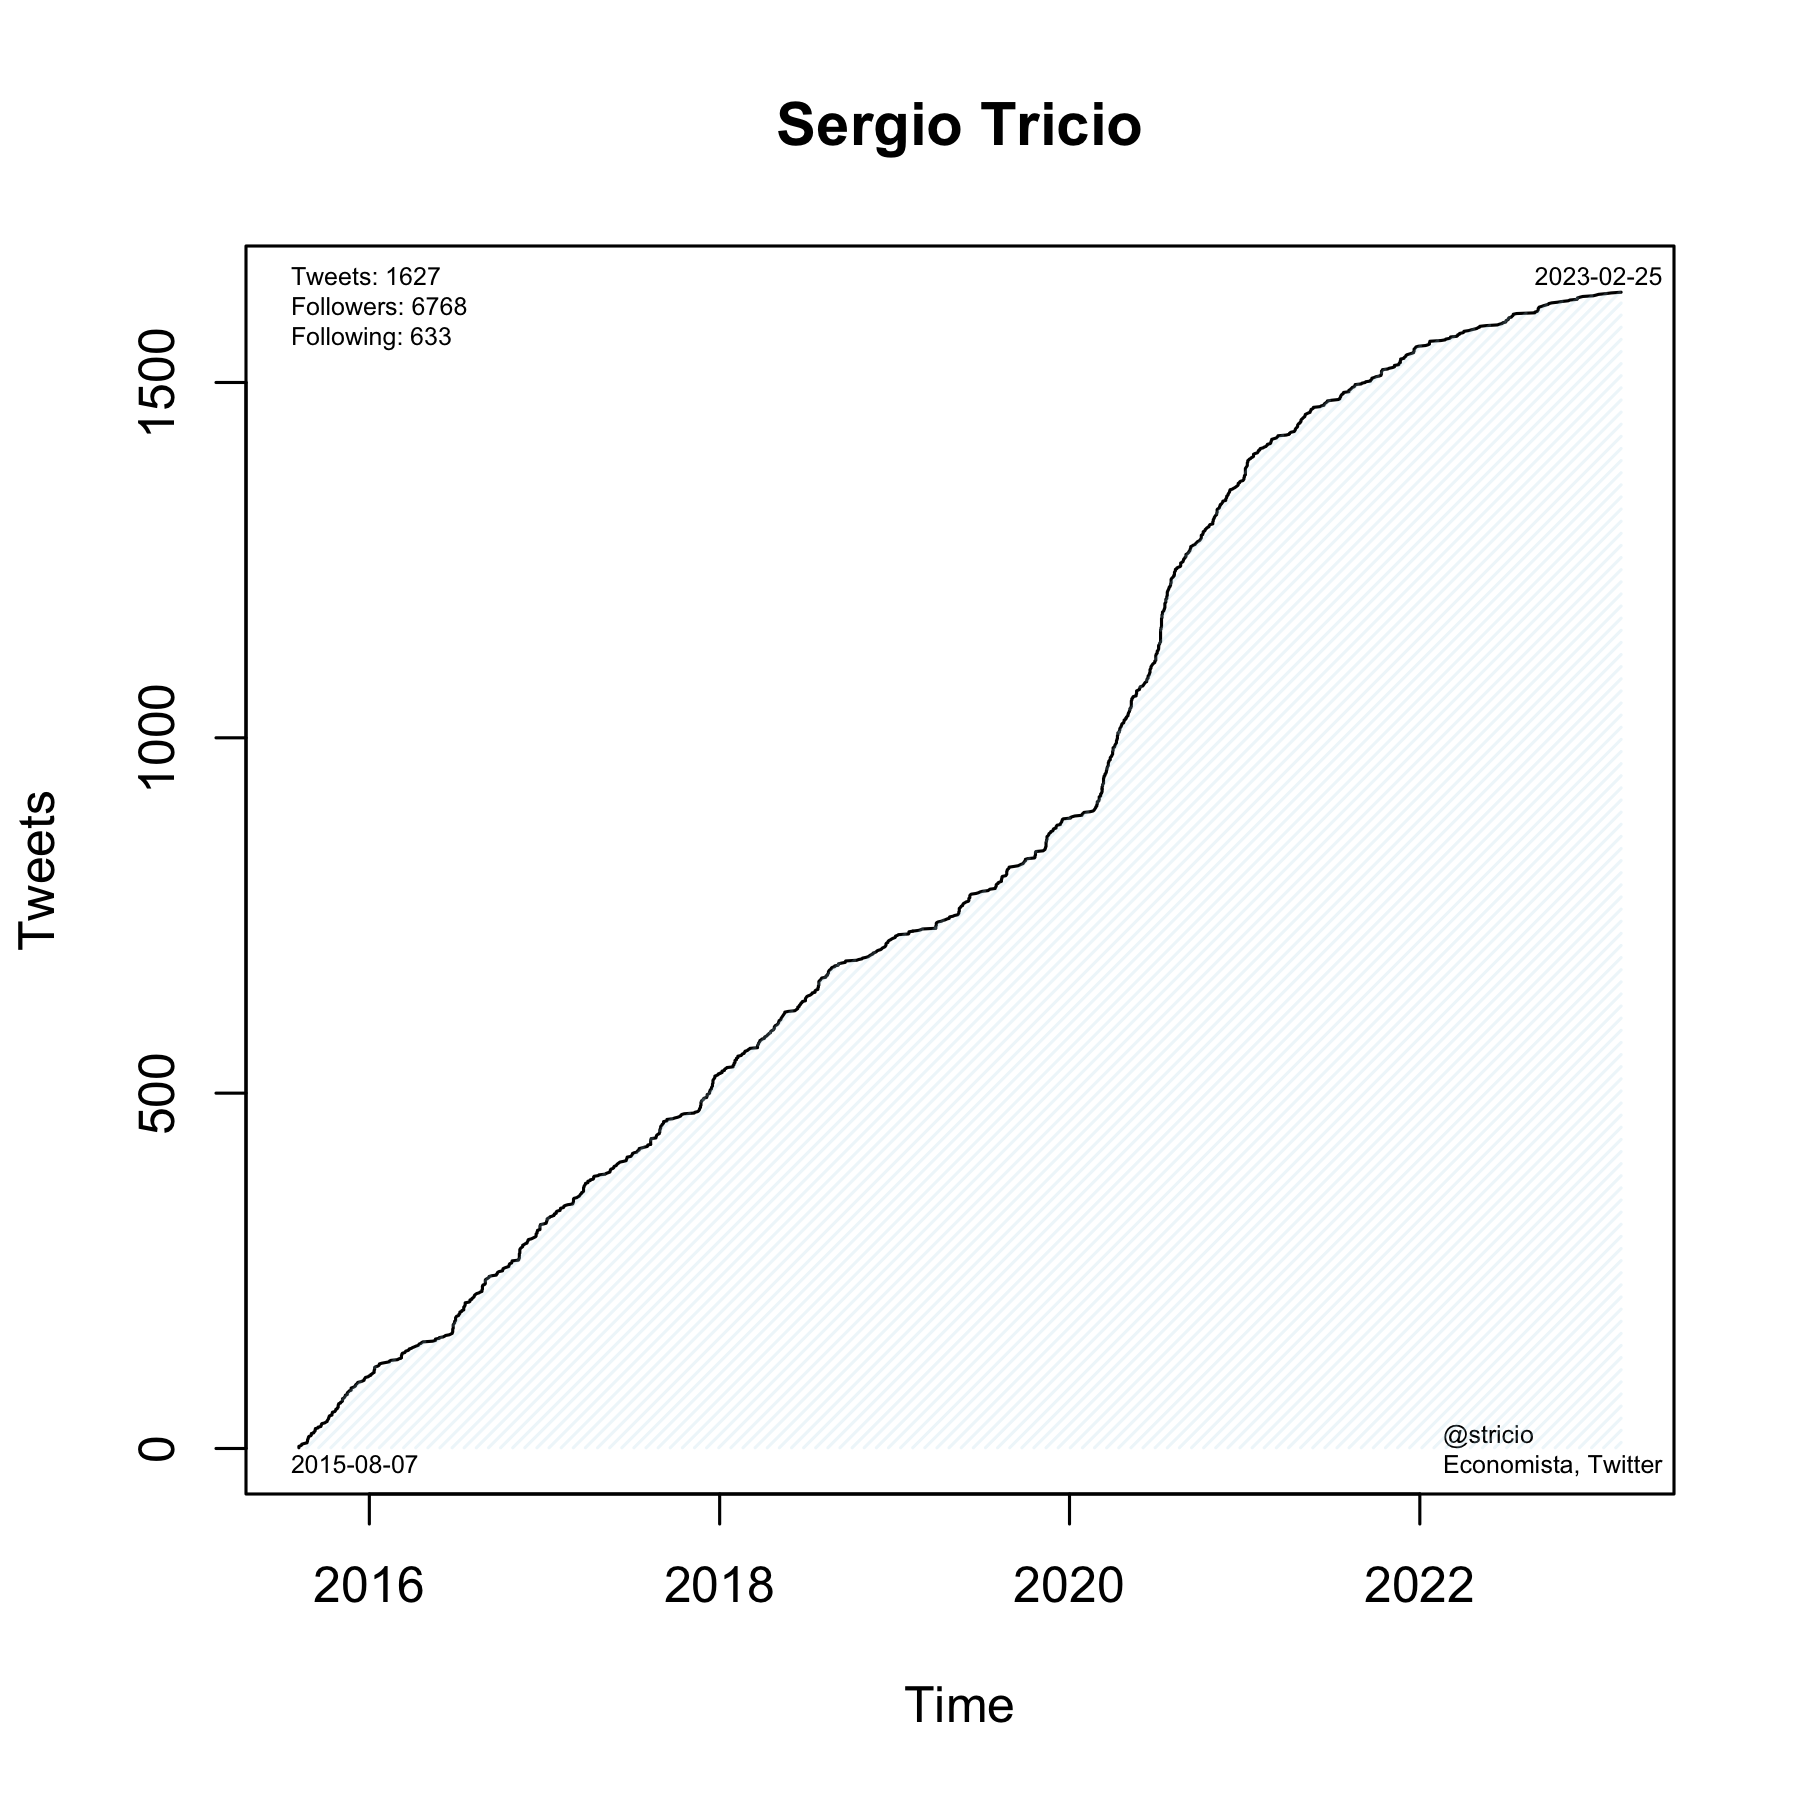 Sergio Tricio
Tweets: 1627
Followers: 6768
Following: 633
2023-02-25
1500
1000
500
0
Tweets
2015-08-07
@stricio
Economista, Twitter
2016
2018
2020
2022
Time